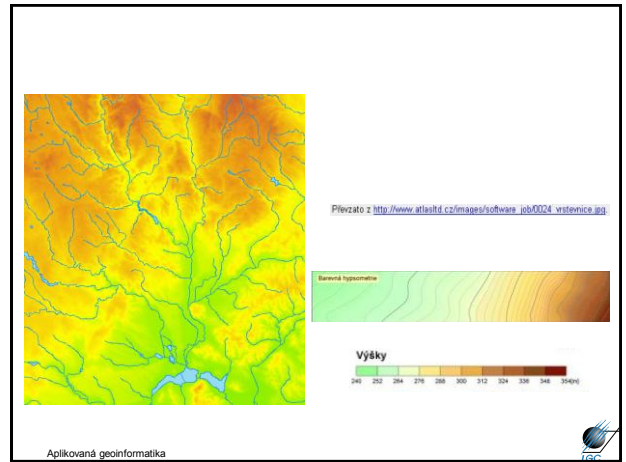 Převzato z http://www.atlasltd.cz/images/software_job/0024_vrstevnice.jpg.
Barevná hypsometrie
Výšky
240 252 264 276 288 300 312 324 336 348 354(m)
Aplikovaná geoinformatika
LGC